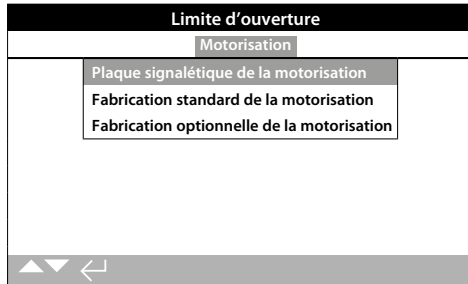 Limite d’ouverture
Motorisation
Plaque signalétique de la motorisation
Fabrication standard de la motorisation
Fabrication optionnelle de la motorisation